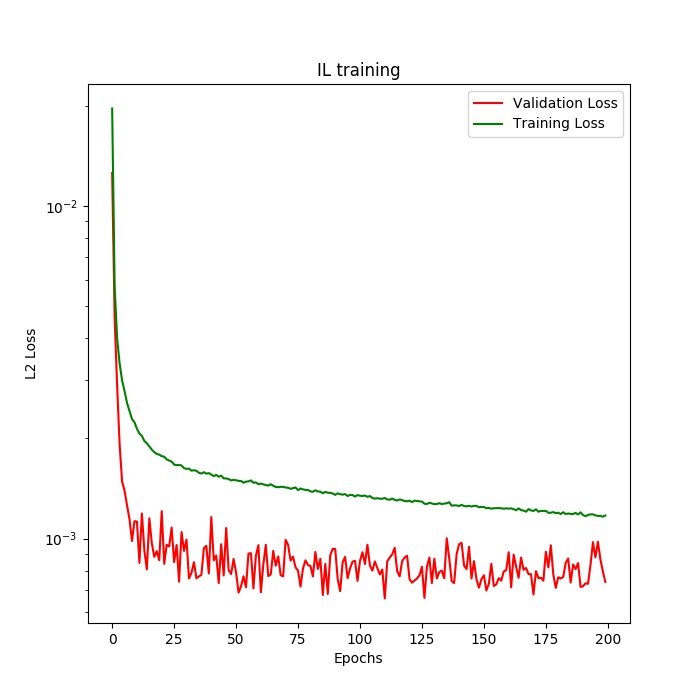 IL training
Validation Loss
Training Loss
10⁻²
10⁻³
L2 Loss
0 25 50 75 100 125 150 175 200
Epochs